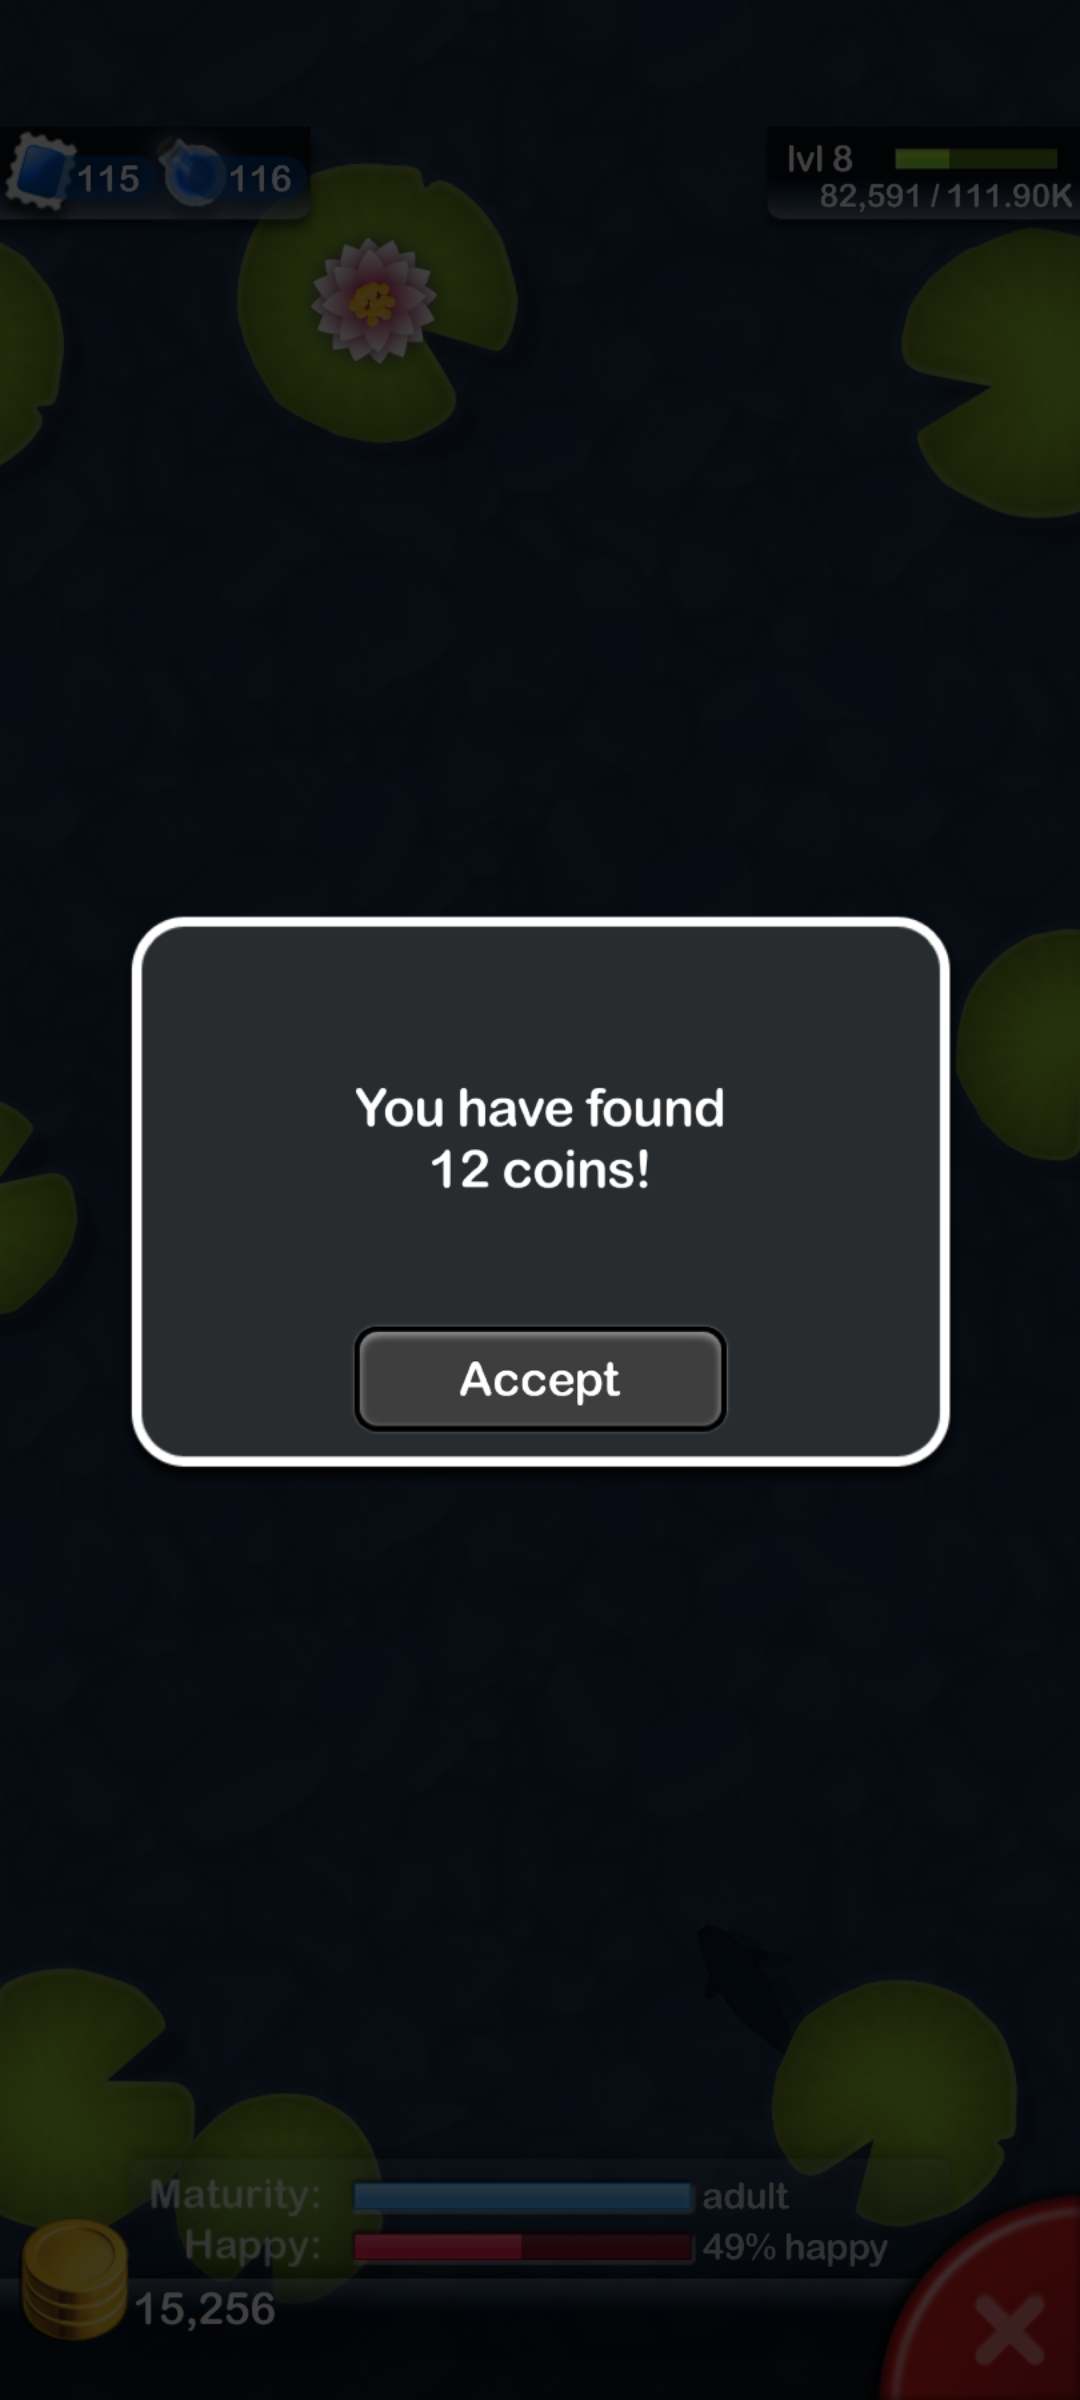 115 116
lvl 8
82,591 / 111.90K
You have found
12 coins!
Accept
Maturity: adult
Happy: 49% happy
15,256